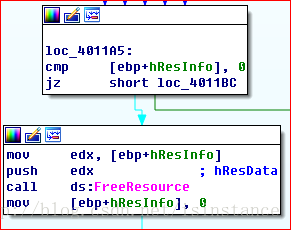 loc_4011A5:
cmp     [ebp+hResInfo], 0
jz      short loc_4011BC
mov     edx, [ebp+hResInfo]
push    edx             ; hResData
call    ds:FreeResource
mov     [ebp+hResInfo], 0